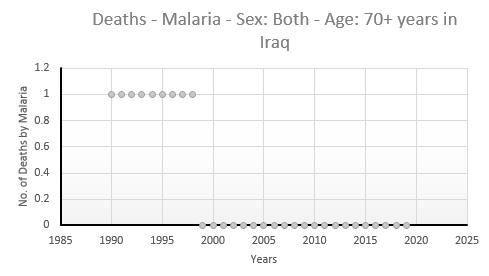 Deaths - Malaria - Sex: Both - Age: 70+ years in
Iraq
No. of Deaths by Malaria
1.2
1
0.8
0.6
0.4
0.2
0
1985 1990 1995 2000 2005 2010 2015 2020 2025
Years